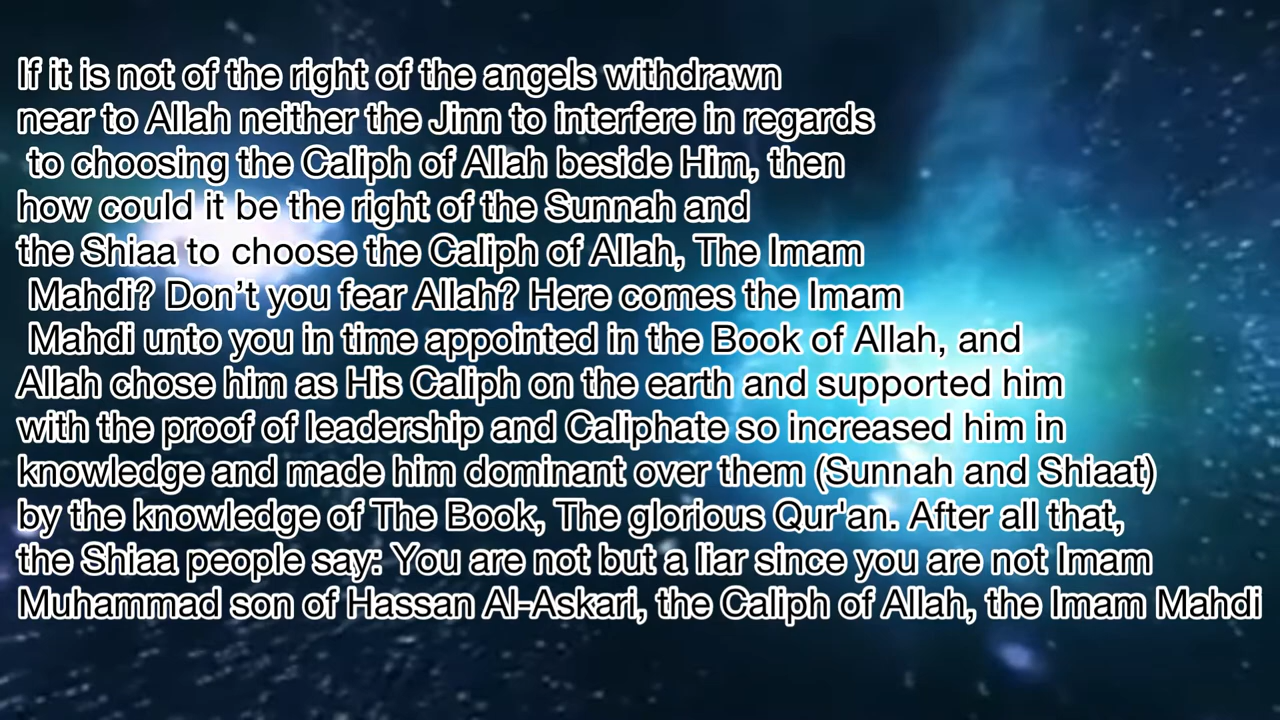 If it is not of the right of the angels withdrawn
near to Allah neither the Jinn to interfere in regards
to choosing the Caliph of Allah beside Him, then
how could it be the right of the Sunnah and
the Shiaa to choose the Caliph of Allah, The Imam
Mahdi? Don’t you fear Allah? Here comes the Imam
Mahdi unto you in time appointed in the Book of Allah, and
Allah chose him as His Caliph on the earth and supported him
with the proof of leadership and Caliphate so increased him in
knowledge and made him dominant over them (Sunnah and Shiaat)
by the knowledge of The Book, The glorious Qur'an. After all that,
the Shiaa people say: You are not but a liar since you are not Imam
Muhammad son of Hassan Al-Askari, the Caliph of Allah, the Imam Mahdi